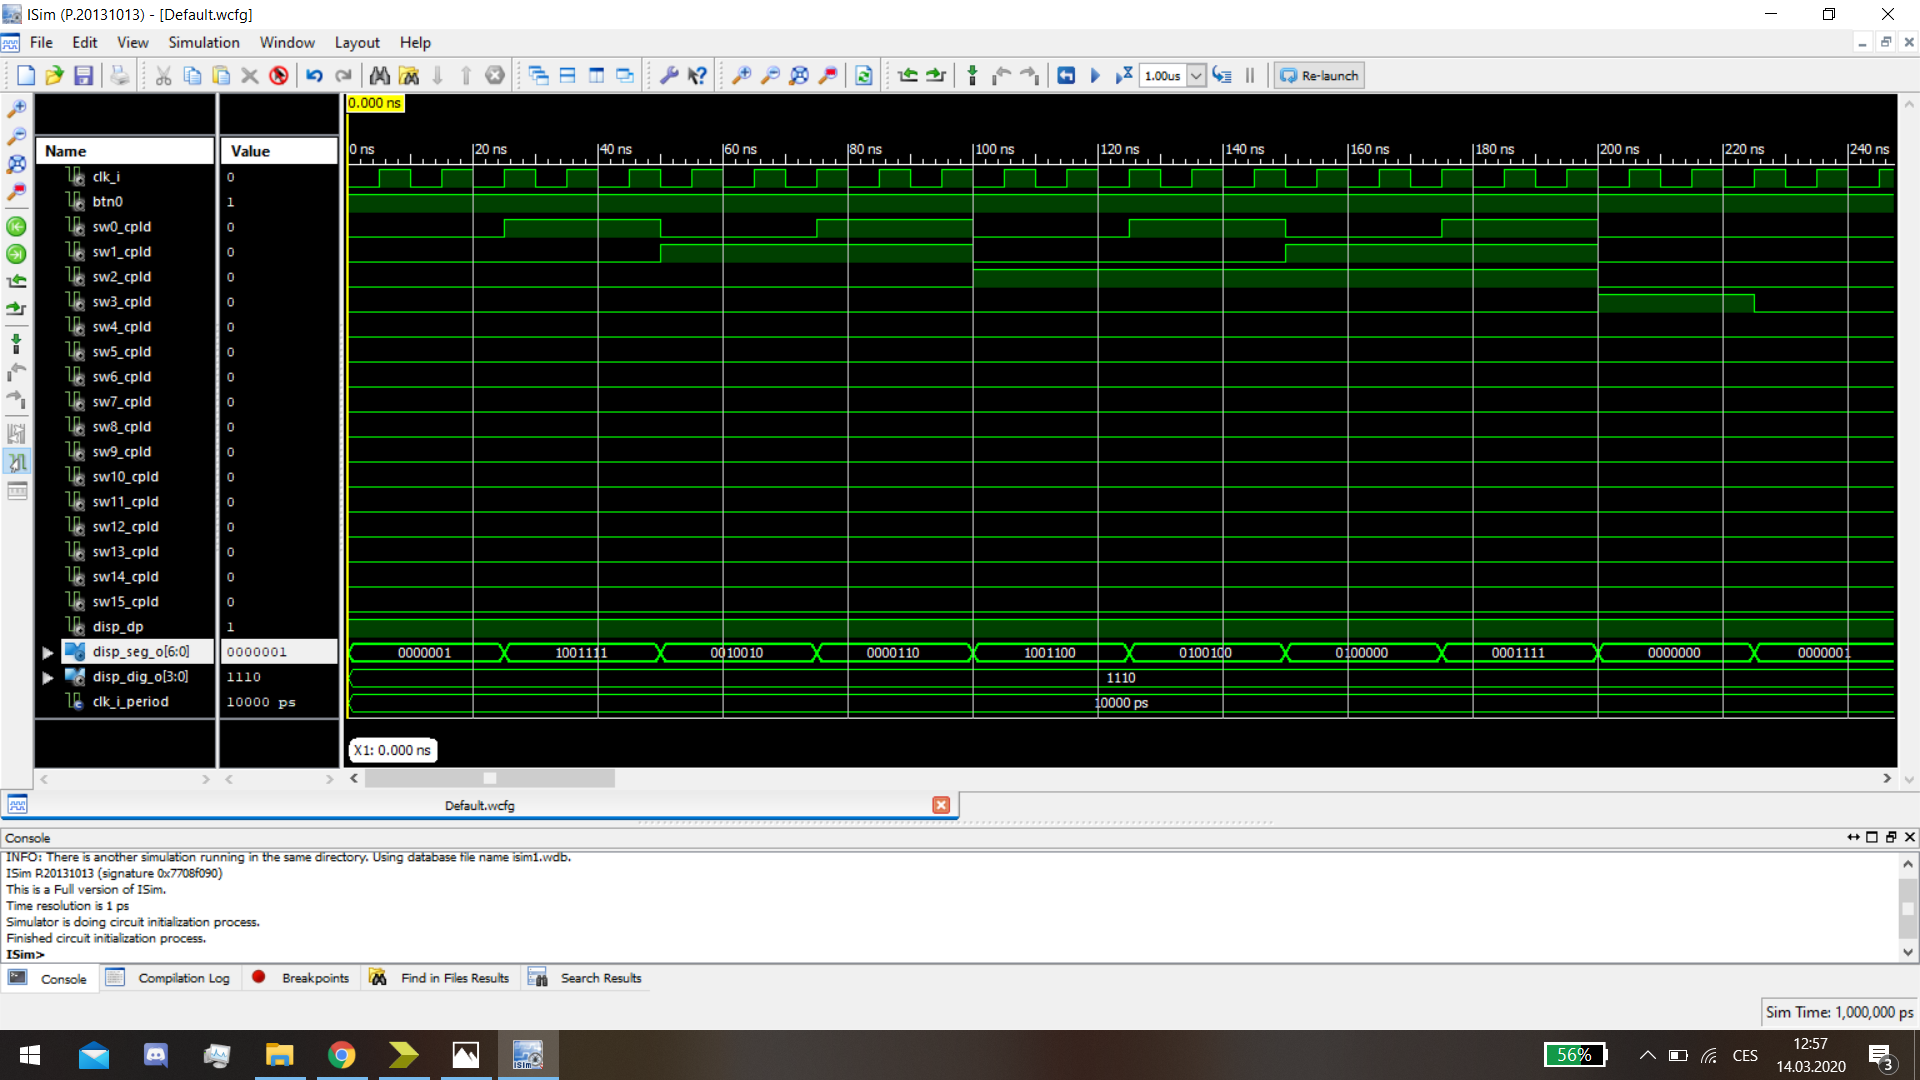 ISim (P.20131013) - [Default.wcfg]
File Edit View Simulation Window Layout Help
1.00us Re-launch
0.000 ns
Name Value
0 ns 20 ns 40 ns 60 ns 80 ns 100 ns 120 ns 140 ns 160 ns 180 ns 200 ns 220 ns 240 ns
clk_i 0
btn0 1
sw0_cpld 0
sw1_cpld 0
sw2_cpld 0
sw3_cpld 0
sw4_cpld 0
sw5_cpld 0
sw6_cpld 0
sw7_cpld 0
sw8_cpld 0
sw9_cpld 0
sw10_cpld 0
sw11_cpld 0
sw12_cpld 0
sw13_cpld 0
sw14_cpld 0
sw15_cpld 0
disp_dp 1
disp_seg_o[6:0] 0000001 0000001 1001111 0010010 0000110 1001100 0100100 0100000 0001111 0000000 0000001
disp_dig_o[3:0] 1110 1110
clk_i_period 10000 ps 10000 ps
X1: 0.000 ns
Default.wcfg
Console
INFO: There is another simulation running in the same directory. Using database file name isim1.wdb.
ISim P.20131013 (signature 0x7708f090)
This is a Full version of ISim.
Time resolution is 1 ps
Simulator is doing circuit initialization process.
Finished circuit initialization process.
ISim>
Console Compilation Log Breakpoints Find in Files Results Search Results
Sim Time: 1,000,000 ps
ISim
56% CES 12:57
14.03.2020 3